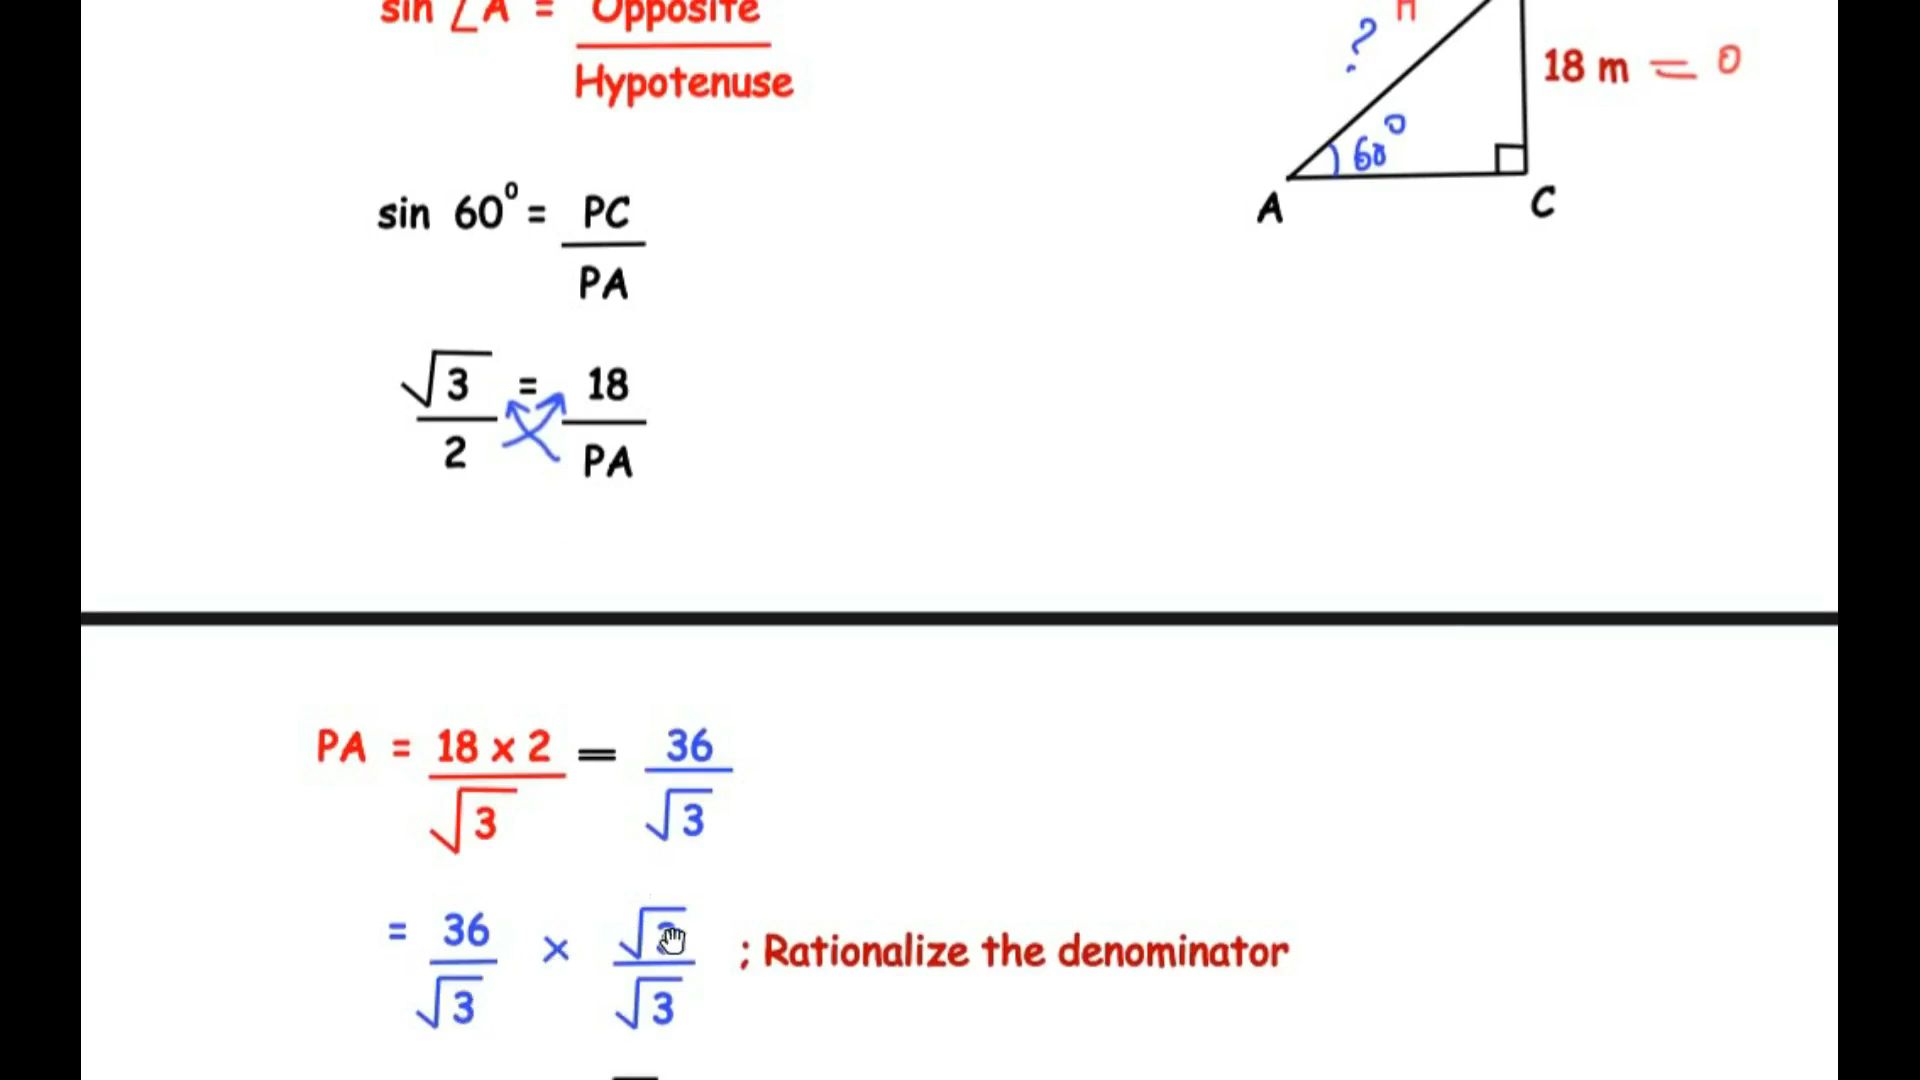 sin ∠A = Opposite
Hypotenuse
? H
18 m = O
60°
A
C
sin 60° = PC
PA
√3 = 18
2 PA
PA = 18 x 2 = 36
√3 √3
= 36 × √
√3 √3
; Rationalize the denominator